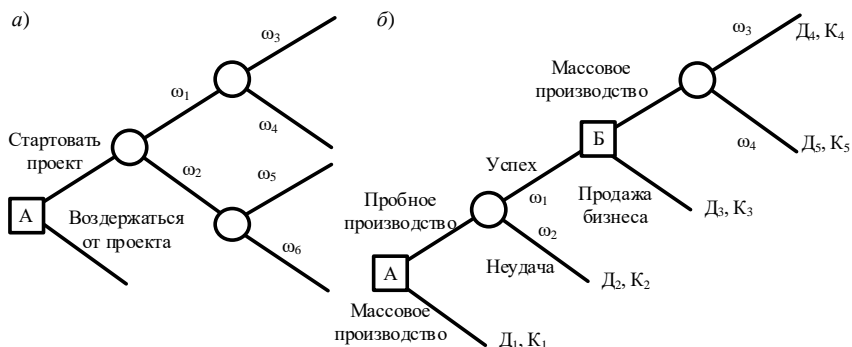 а)
ω3
ω1
ω4
Стартовать
проект
ω2
ω5
А
Воздержаться
от проекта
ω6
б)
ω3
Д4, К4
Массовое
производство
ω4
Б
Д5, К5
Успех
Пробное
производство
ω1
Продажа
бизнеса
Д3, К3
ω2
А
Неудача
Д2, К2
Массовое
производство
Д1, К1